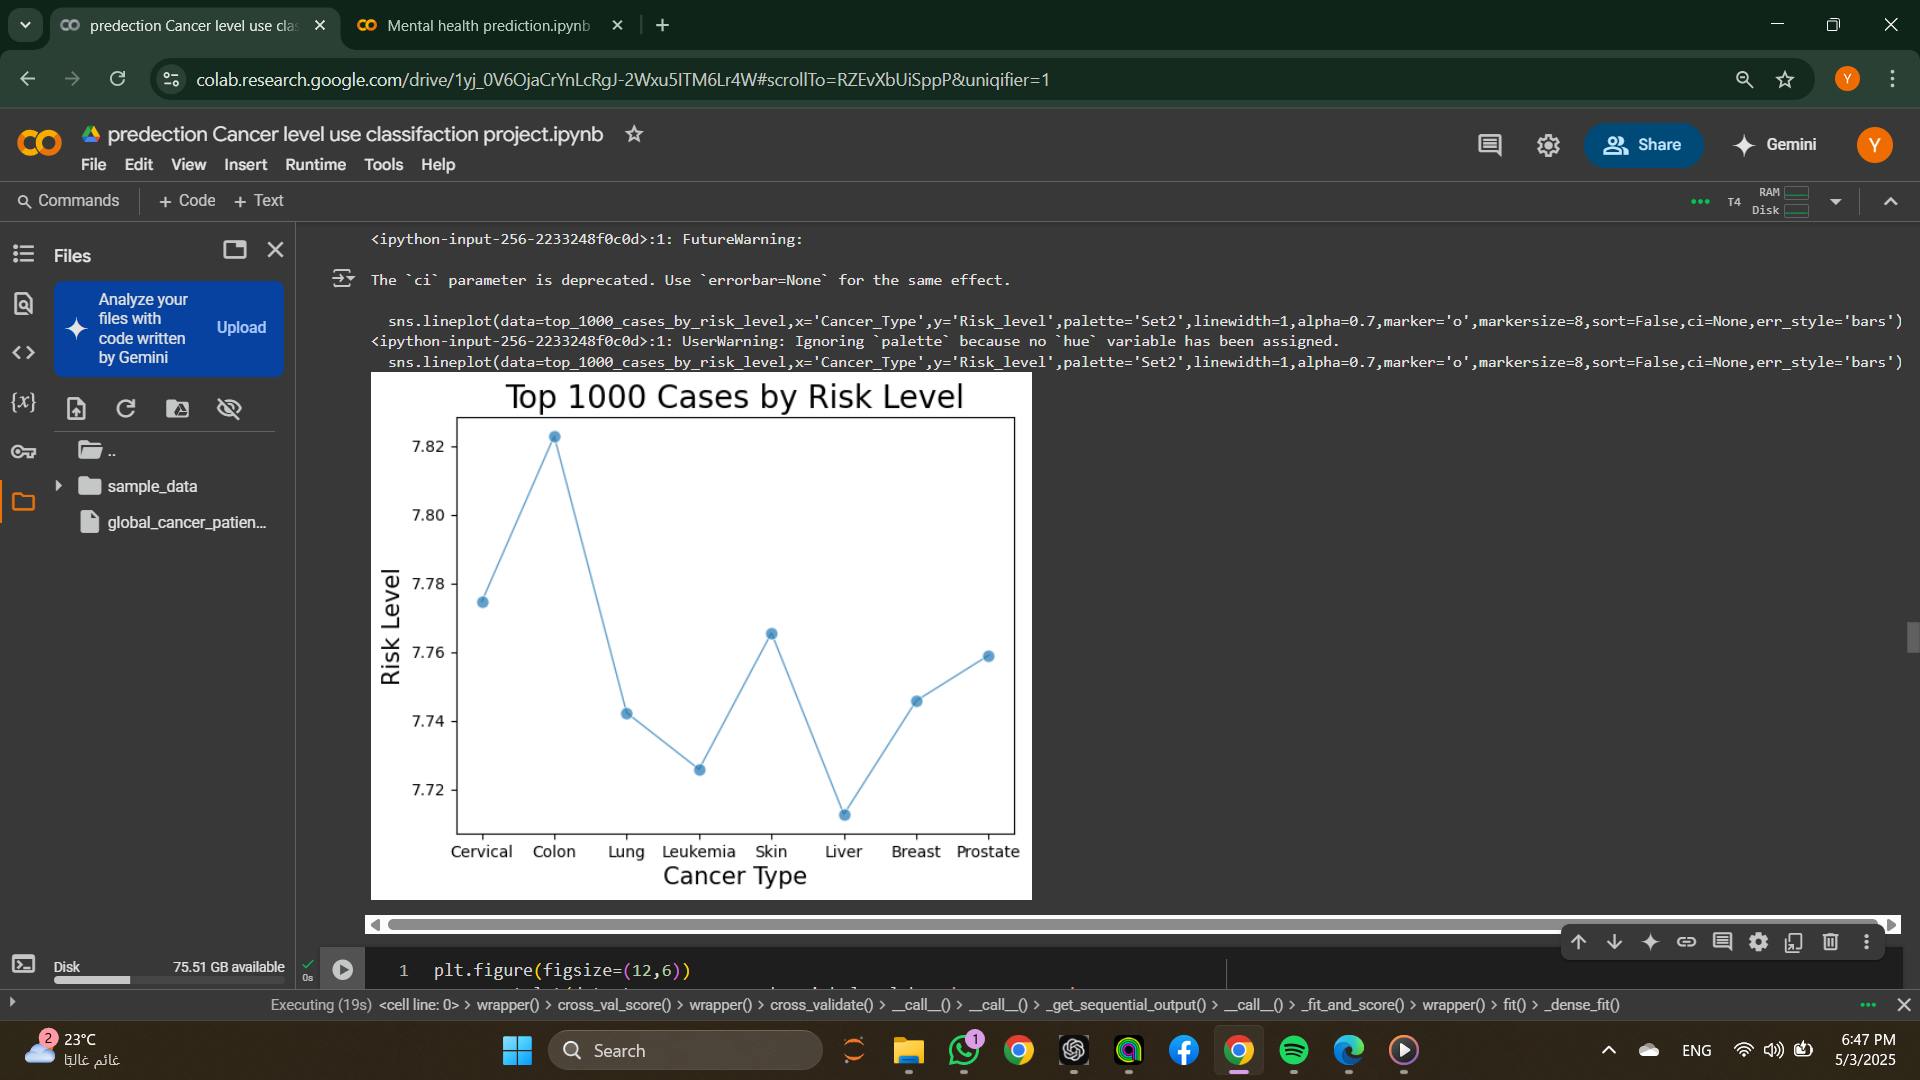 predection Cancer level use clas
Mental health prediction.ipynb
colab.research.google.com/drive/1yj_0V6OjaCrYnLcRgJ-2Wxu5ITM6Lr4W#scrollTo=RZEvXbUiSppP&uniqifier=1
Y
predection Cancer level use classifaction project.ipynb
File Edit View Insert Runtime Tools Help
Share
Gemini
Y
Commands
+ Code + Text
T4
RAM
Disk
Files
Analyze your
files with
code written
by Gemini
Upload
..
sample_data
global_cancer_patien...
Disk
75.51 GB available
<ipython-input-256-2233248f0c0d>:1: FutureWarning:
The `ci` parameter is deprecated. Use `errorbar=None` for the same effect.
sns.lineplot(data=top_1000_cases_by_risk_level,x='Cancer_Type',y='Risk_level',palette='Set2',linewidth=1,alpha=0.7,marker='o',markersize=8,sort=False,ci=None,err_style='bars')
<ipython-input-256-2233248f0c0d>:1: UserWarning: Ignoring `palette` because no `hue` variable has been assigned.
sns.lineplot(data=top_1000_cases_by_risk_level,x='Cancer_Type',y='Risk_level',palette='Set2',linewidth=1,alpha=0.7,marker='o',markersize=8,sort=False,ci=None,err_style='bars')
Top 1000 Cases by Risk Level
7.82
7.80
7.78
7.76
7.74
7.72
Risk Level
Cervical Colon Lung Leukemia Skin Liver Breast Prostate
Cancer Type
0s
1 plt.figure(figsize=(12,6))
Executing (19s) <cell line: 0> > wrapper() > cross_val_score() > wrapper() > cross_validate() > __call__() > __call__() > _get_sequential_output() > __call__() > _fit_and_score() > wrapper() > fit() > _dense_fit()
2
23°C
غائم غالبًا
Search
1
ENG
6:47 PM
5/3/2025